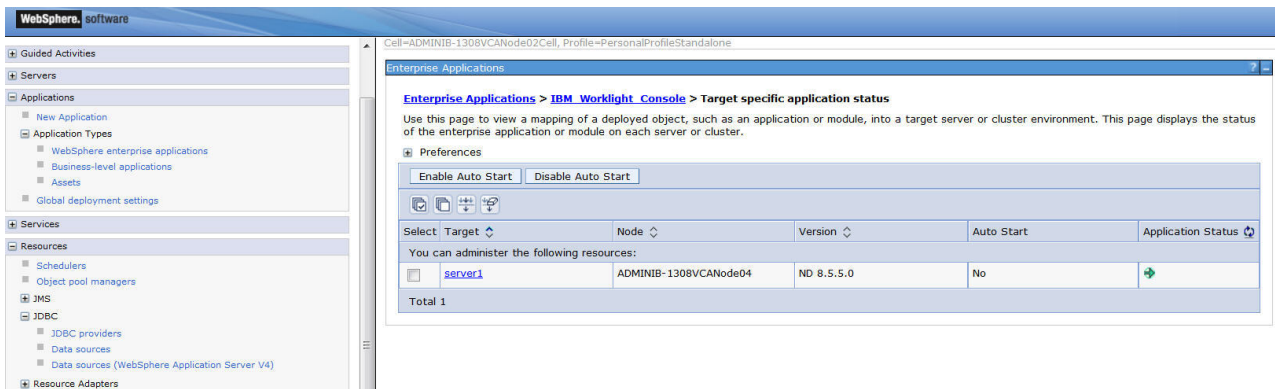 WebSphere. software
Guided Activities
Servers
Applications
New Application
Application Types
WebSphere enterprise applications
Business-level applications
Assets
Global deployment settings
Services
Resources
Schedulers
Object pool managers
JMS
JDBC
JDBC providers
Data sources
Data sources (WebSphere Application Server V4)
Resource Adapters
Cell=ADMINIB-1308VCANode02Cell, Profile=PersonalProfileStandalone
Enterprise Applications ? -
Enterprise Applications > IBM_Worklight_Console > Target specific application status
Use this page to view a mapping of a deployed object, such as an application or module, into a target server or cluster environment. This page displays the status
of the enterprise application or module on each server or cluster.
Preferences
Enable Auto Start Disable Auto Start
Select Target Node Version Auto Start Application Status
You can administer the following resources:
server1 ADMINIB-1308VCANode04 ND 8.5.5.0 No
Total 1